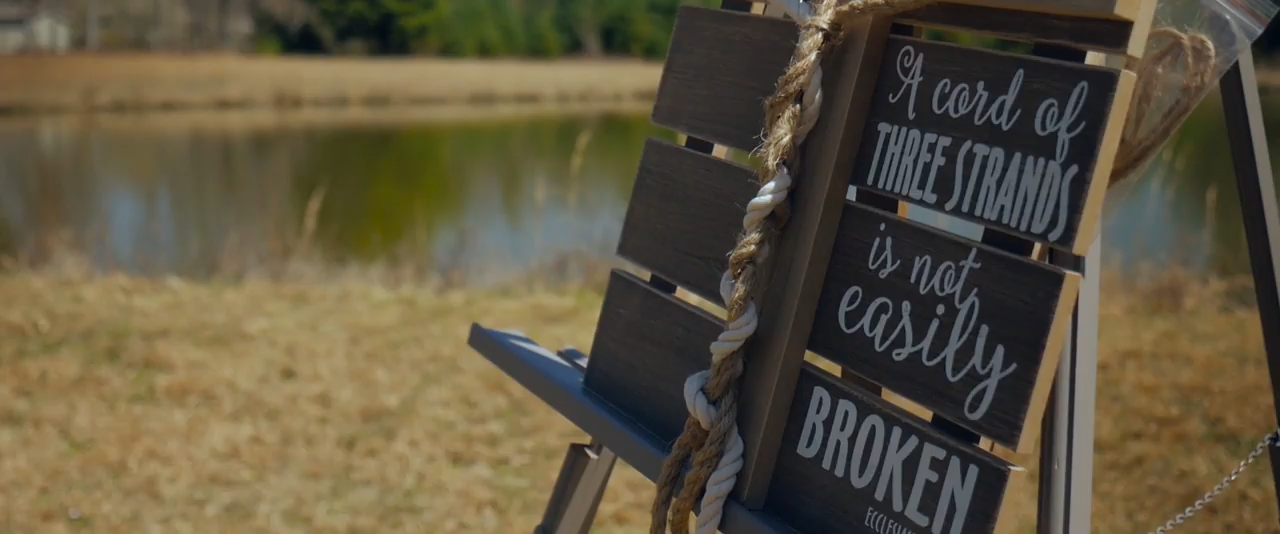 A cord of
THREE STRANDS
is not
easily
BROKEN